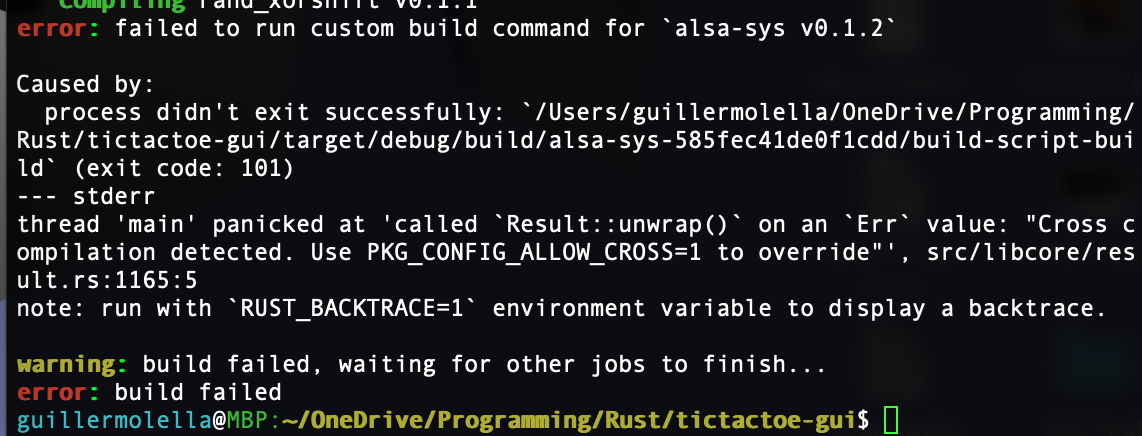 Compiling rand_xorshift v0.1.1
error: failed to run custom build command for `alsa-sys v0.1.2`
Caused by:
process didn't exit successfully: `/Users/guillermolella/OneDrive/Programming/
Rust/tictactoe-gui/target/debug/build/alsa-sys-585fec41de0f1cdd/build-script-bui
ld` (exit code: 101)
--- stderr
thread 'main' panicked at 'called `Result::unwrap()` on an `Err` value: "Cross c
ompilation detected. Use PKG_CONFIG_ALLOW_CROSS=1 to override"', src/libcore/res
ult.rs:1165:5
note: run with `RUST_BACKTRACE=1` environment variable to display a backtrace.
warning: build failed, waiting for other jobs to finish...
error: build failed
guillermolella@MBP:~/OneDrive/Programming/Rust/tictactoe-gui$